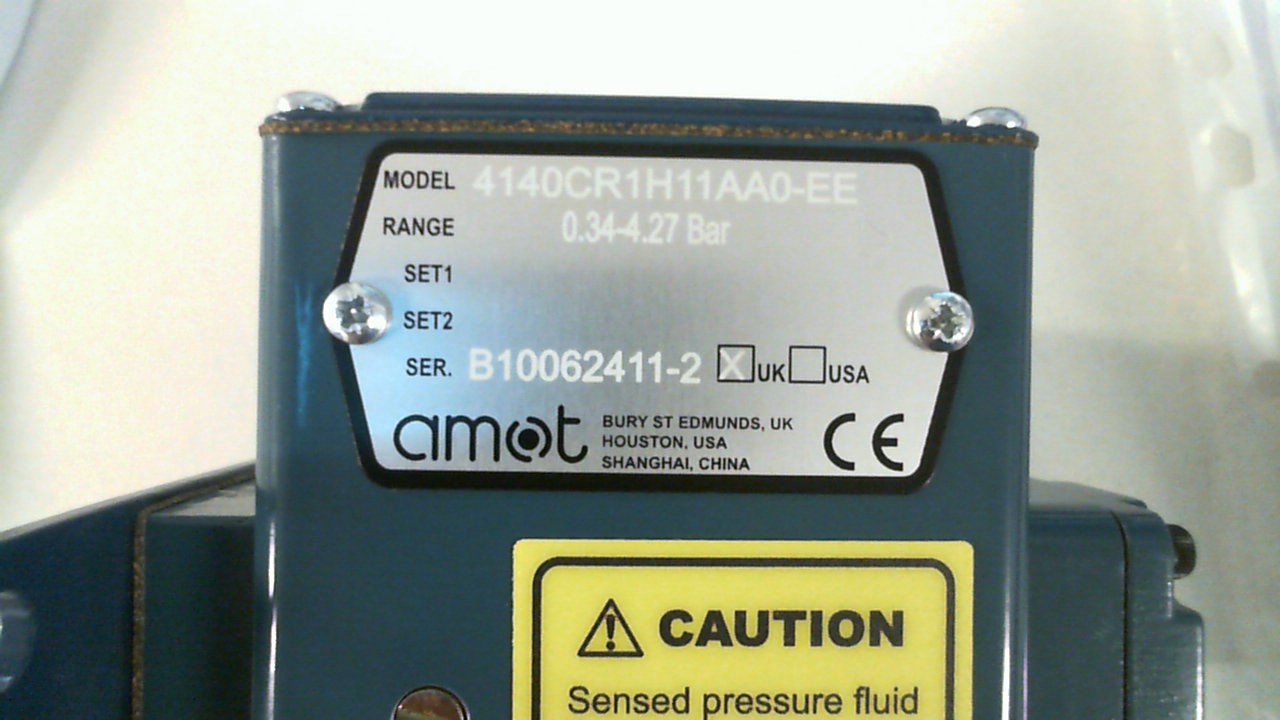 MODEL 4140CR1H11AA0-EE
RANGE 0.34-4.27 Bar
SET1
SET2
SER. B10062411-2 X UK USA
amot BURY ST EDMUNDS, UK
HOUSTON, USA
SHANGHAI, CHINA
CE
CAUTION
Sensed pressure fluid